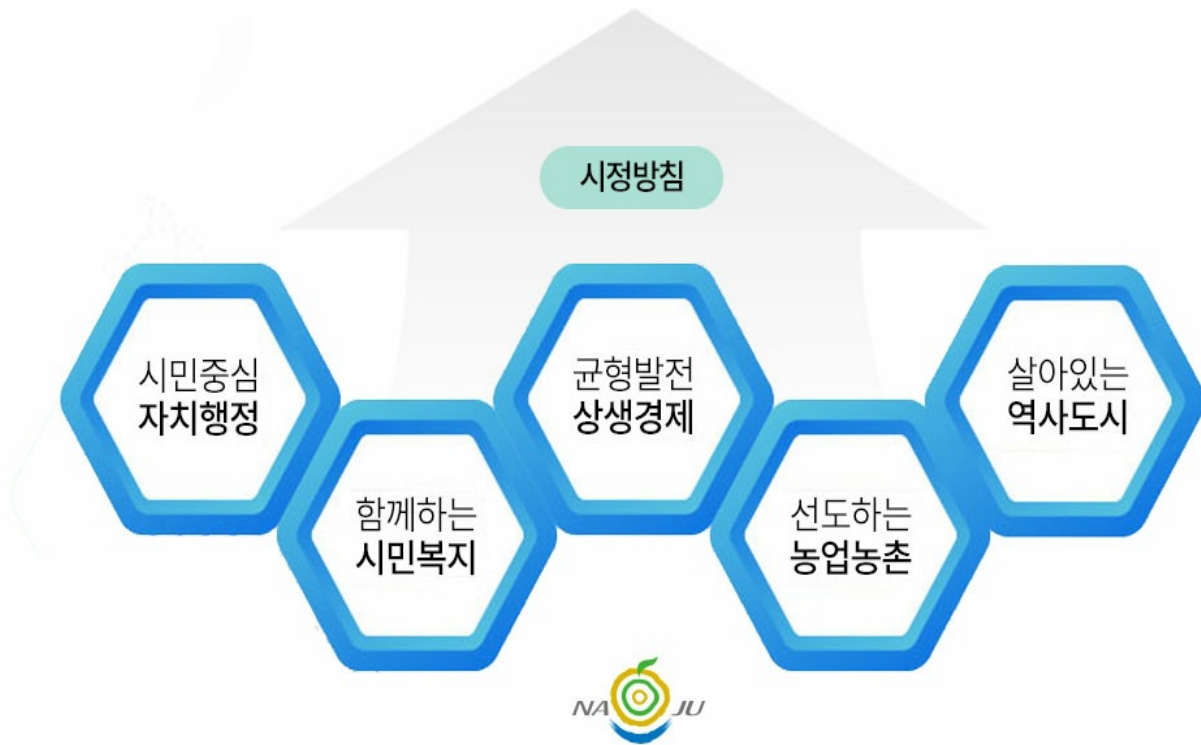 시정방침
시민중심
자치행정
함께하는
시민복지
균형발전
상생경제
선도하는
농업농촌
살아있는
역사도시
NA JU